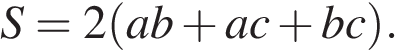 S = 2(ab + ac + bc).